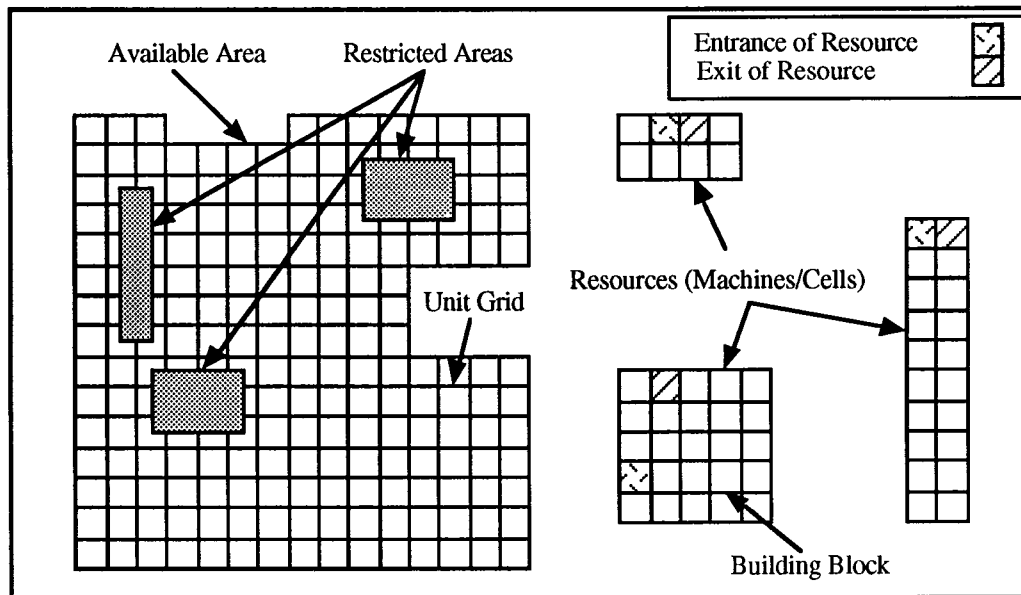 Available Area
Restricted Areas
Entrance of Resource
Exit of Resource
Unit Grid
Resources (Machines/Cells)
Building Block